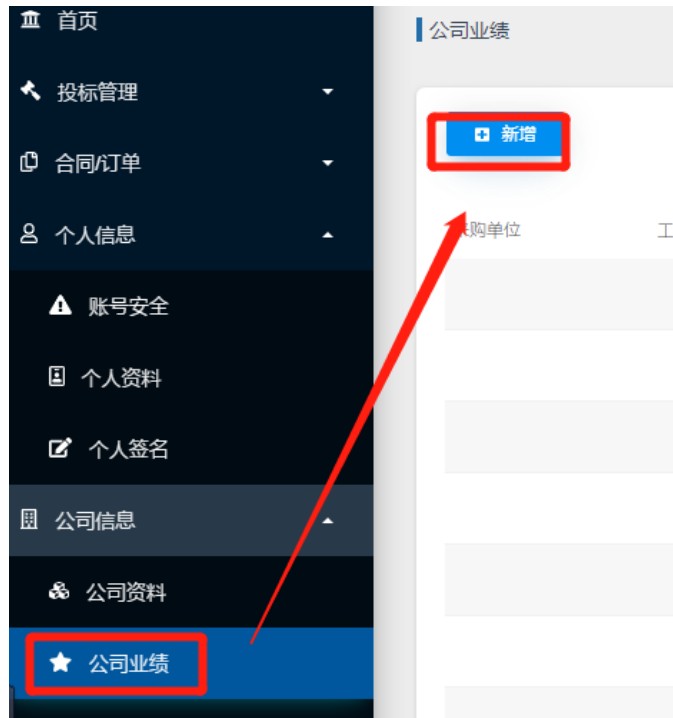 首页
投标管理
合同/订单
个人信息
账号安全
个人资料
个人签名
公司信息
公司资料
公司业绩
公司业绩
新增
购单位